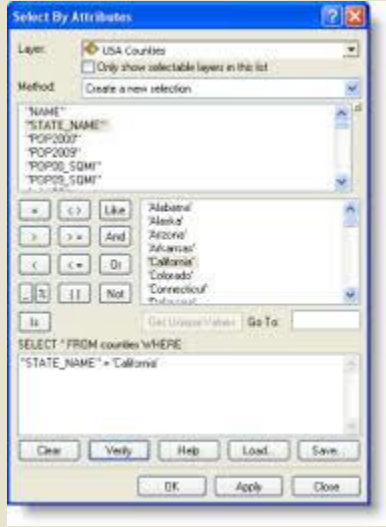 Select By Attributes
Layer: USA Counties
Only show selectable layers in this list
Method: Create a new selection
"NAME"
"STATE_NAME"
"POP2000"
"POP2009"
"POP00_SQMI"
"POP09_SQMI"
= <> Like
> >= And
< <= Or
_ % () Not
Is
'Alabama'
'Alaska'
'Arizona'
'Arkansas'
'California'
'Colorado'
'Connecticut'
'Delaware'
Get Unique Values Go To:
SELECT * FROM counties WHERE:
"STATE_NAME" = 'California'
Clear Verify Help Load... Save...
OK Apply Close